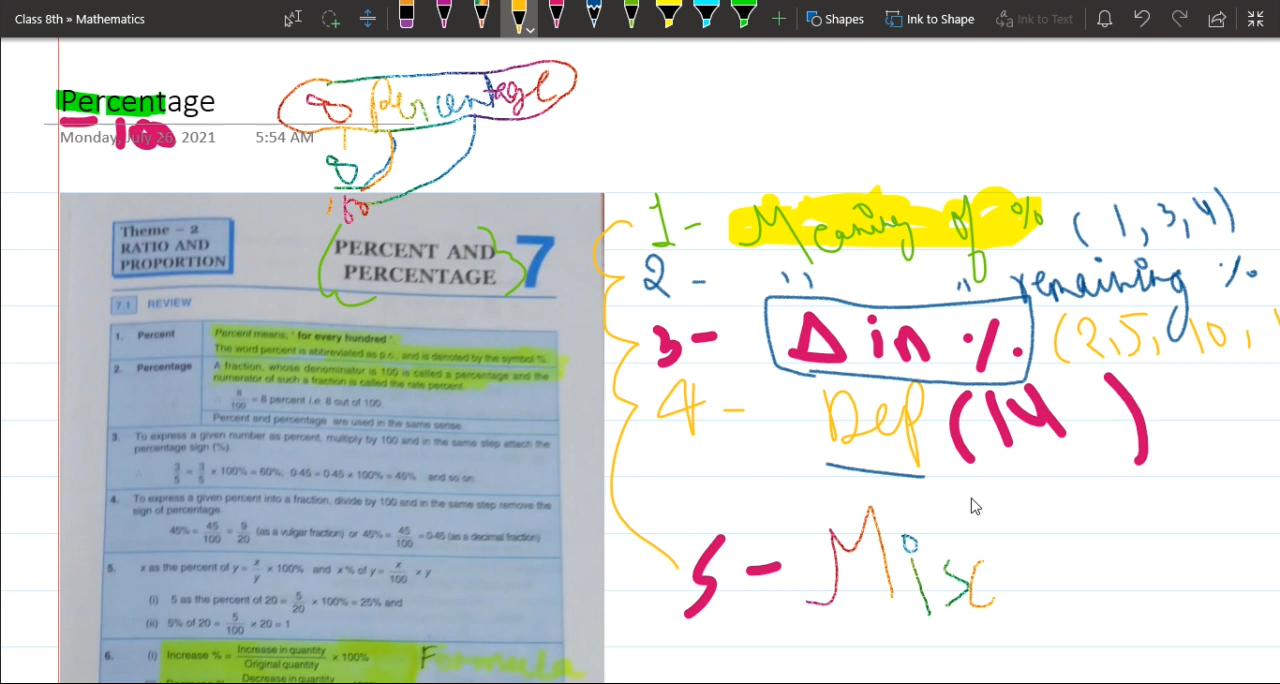 Class 8th » Mathematics
Shapes
Ink to Shape
Ink to Text
Percentage
100
Monday, July 26, 2021 5:54 AM
8 Percentage
8
100
Theme – 2
RATIO AND
PROPORTION
PERCENT AND
PERCENTAGE
7
7.1 REVIEW
1. Percent Percent means, ' for every hundred '.
The word percent is abbreviated as p.c., and is denoted by the symbol %.
2. Percentage A fraction, whose denominator is 100 is called a percentage and the
numerator of such a fraction is called the rate percent.
∴ 8/100 = 8 percent i.e. 8 out of 100
Percent and percentage are used in the same sense.
3. To express a given number as percent, multiply by 100 and in the same step attach the
percentage sign (%).
∴ 3/5 = 3/5 × 100% = 60%, 0·45 = 0·45 × 100% = 45% and so on.
4. To express a given percent into a fraction, divide by 100 and in the same step remove the
sign of percentage.
45% = 45/100 = 9/20 (as a vulgar fraction) or 45% = 45/100 = 0·45 (as a decimal fraction)
5. x as the percent of y = x/y × 100% and x% of y = x/100 × y
(i) 5 as the percent of 20 = 5/20 × 100% = 25% and
(ii) 5% of 20 = 5/100 × 20 = 1
6. (i) Increase % = Increase in quantity/Original quantity × 100%
Formula
Decrease in quantity
1- Meaning of % (1, 3, 4)
2- " " remaining %
3- Δ in % (2, 5, 10, 1
4- Dep (14)
5- Misc